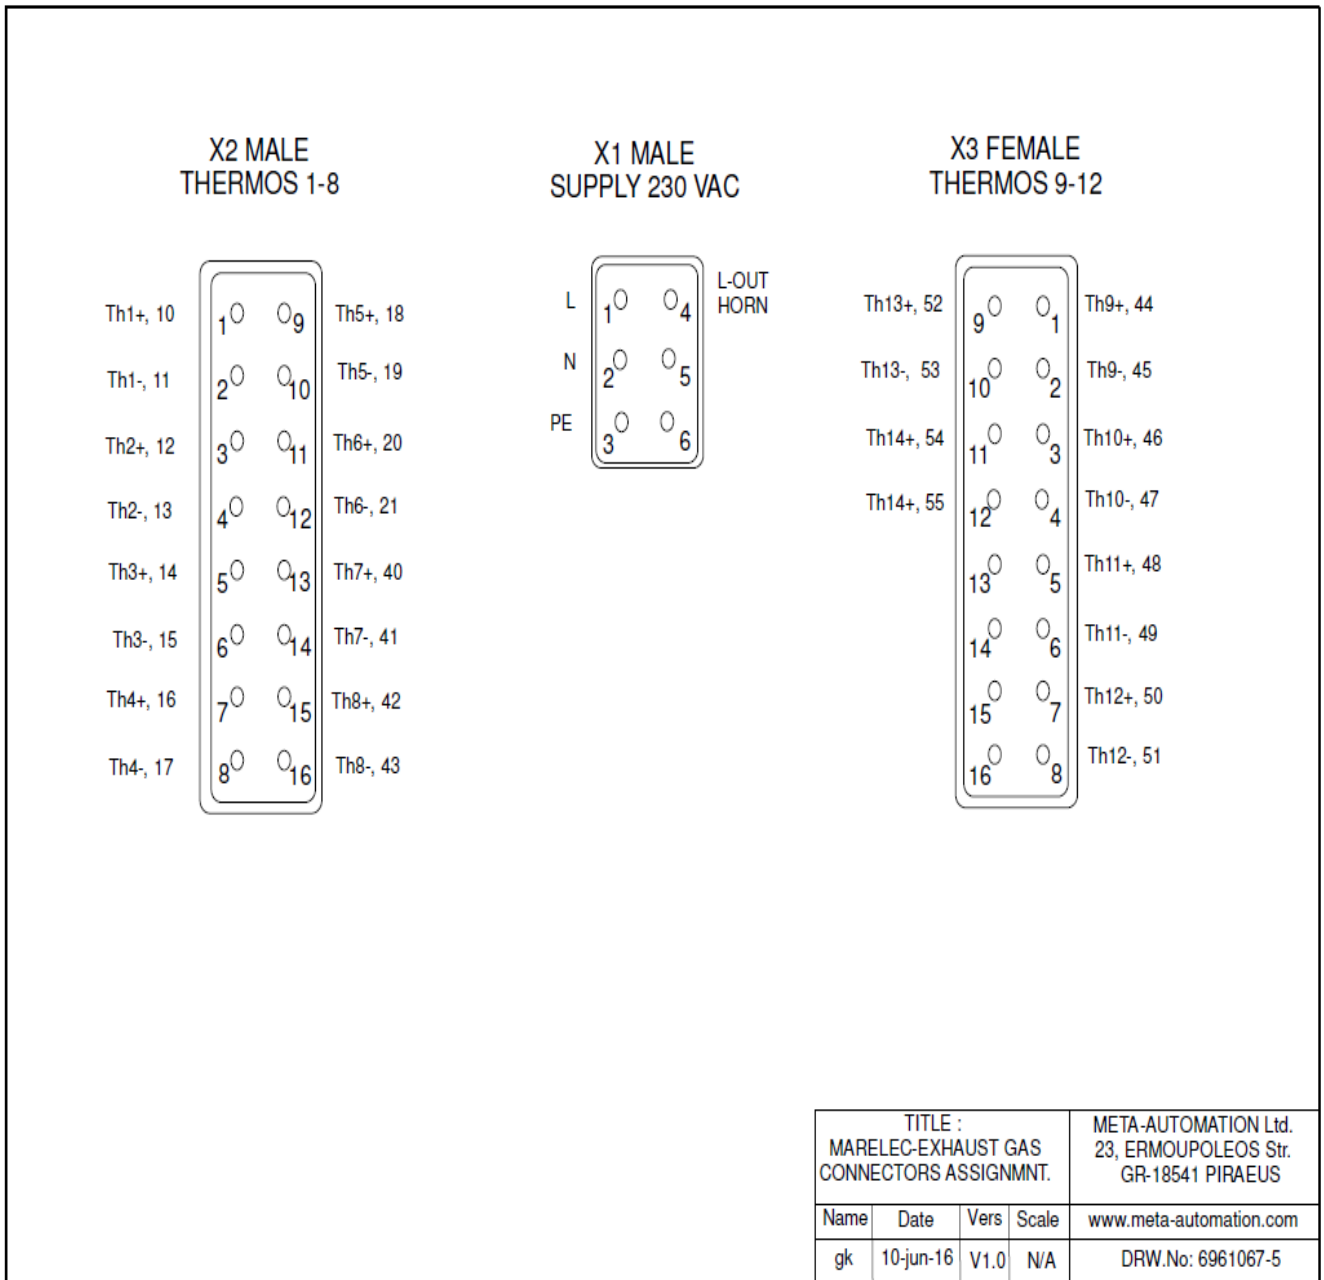 X2 MALE
THERMOS 1-8
Th1+, 10 1 9 Th5+, 18
Th1-, 11 2 10 Th5-, 19
Th2+, 12 3 11 Th6+, 20
Th2-, 13 4 12 Th6-, 21
Th3+, 14 5 13 Th7+, 40
Th3-, 15 6 14 Th7-, 41
Th4+, 16 7 15 Th8+, 42
Th4-, 17 8 16 Th8-, 43
X1 MALE
SUPPLY 230 VAC
L 1 4 L-OUT
HORN
N 2 5
PE 3 6
X3 FEMALE
THERMOS 9-12
Th13+, 52 9 1 Th9+, 44
Th13-, 53 10 2 Th9-, 45
Th14+, 54 11 3 Th10+, 46
Th14+, 55 12 4 Th10-, 47
13 5 Th11+, 48
14 6 Th11-, 49
15 7 Th12+, 50
16 8 Th12-, 51
TITLE :
MARELEC-EXHAUST GAS
CONNECTORS ASSIGNMNT.
META-AUTOMATION Ltd.
23, ERMOUPOLEOS Str.
GR-18541 PIRAEUS
Name Date Vers Scale www.meta-automation.com
gk 10-jun-16 V1.0 N/A DRW.No: 6961067-5